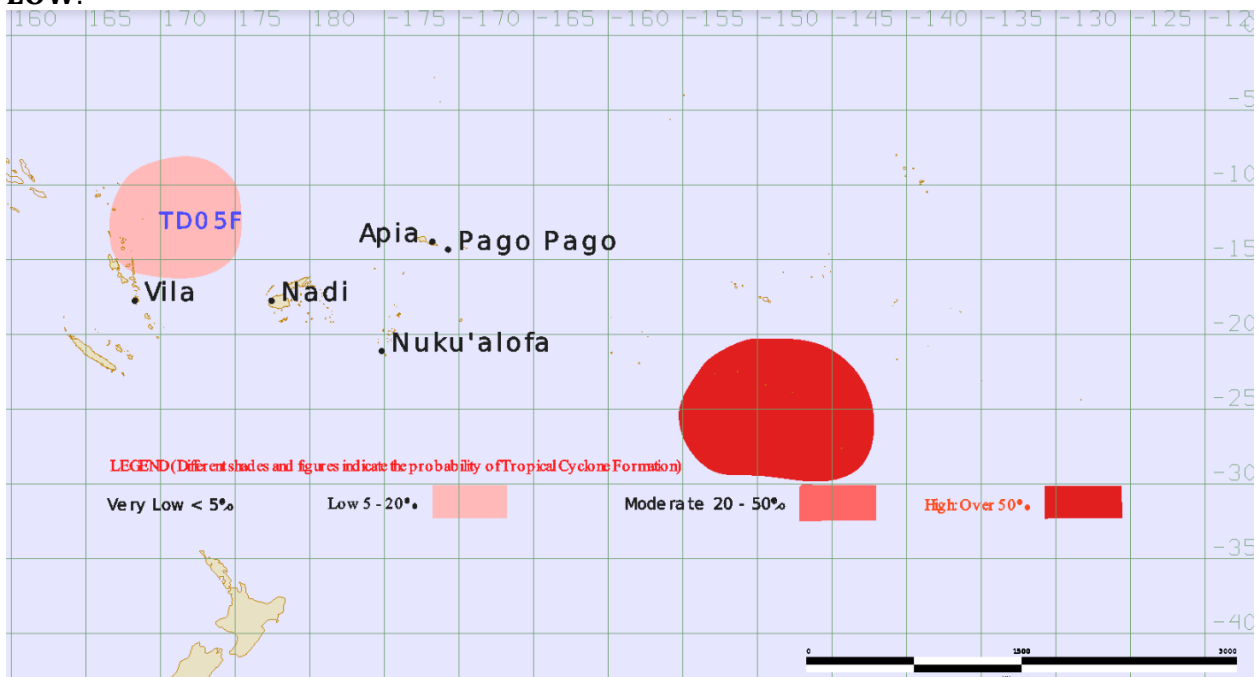 LOW.
160 165 170 175 180 -175 -170 -165 -160 -155 -150 -145 -140 -135 -130 -125 -120
-5
-10
TD05F
Apia
Pago Pago
-15
Vila
Nadi
-20
Nuku'alofa
-25
LEGEND(Different shades and figures indicate the probability of Tropical Cyclone Formation)
-30
Very Low < 5%
Low 5 - 20%
Moderate 20 - 50%
High: Over 50%
-35
-40
0 1500 3000